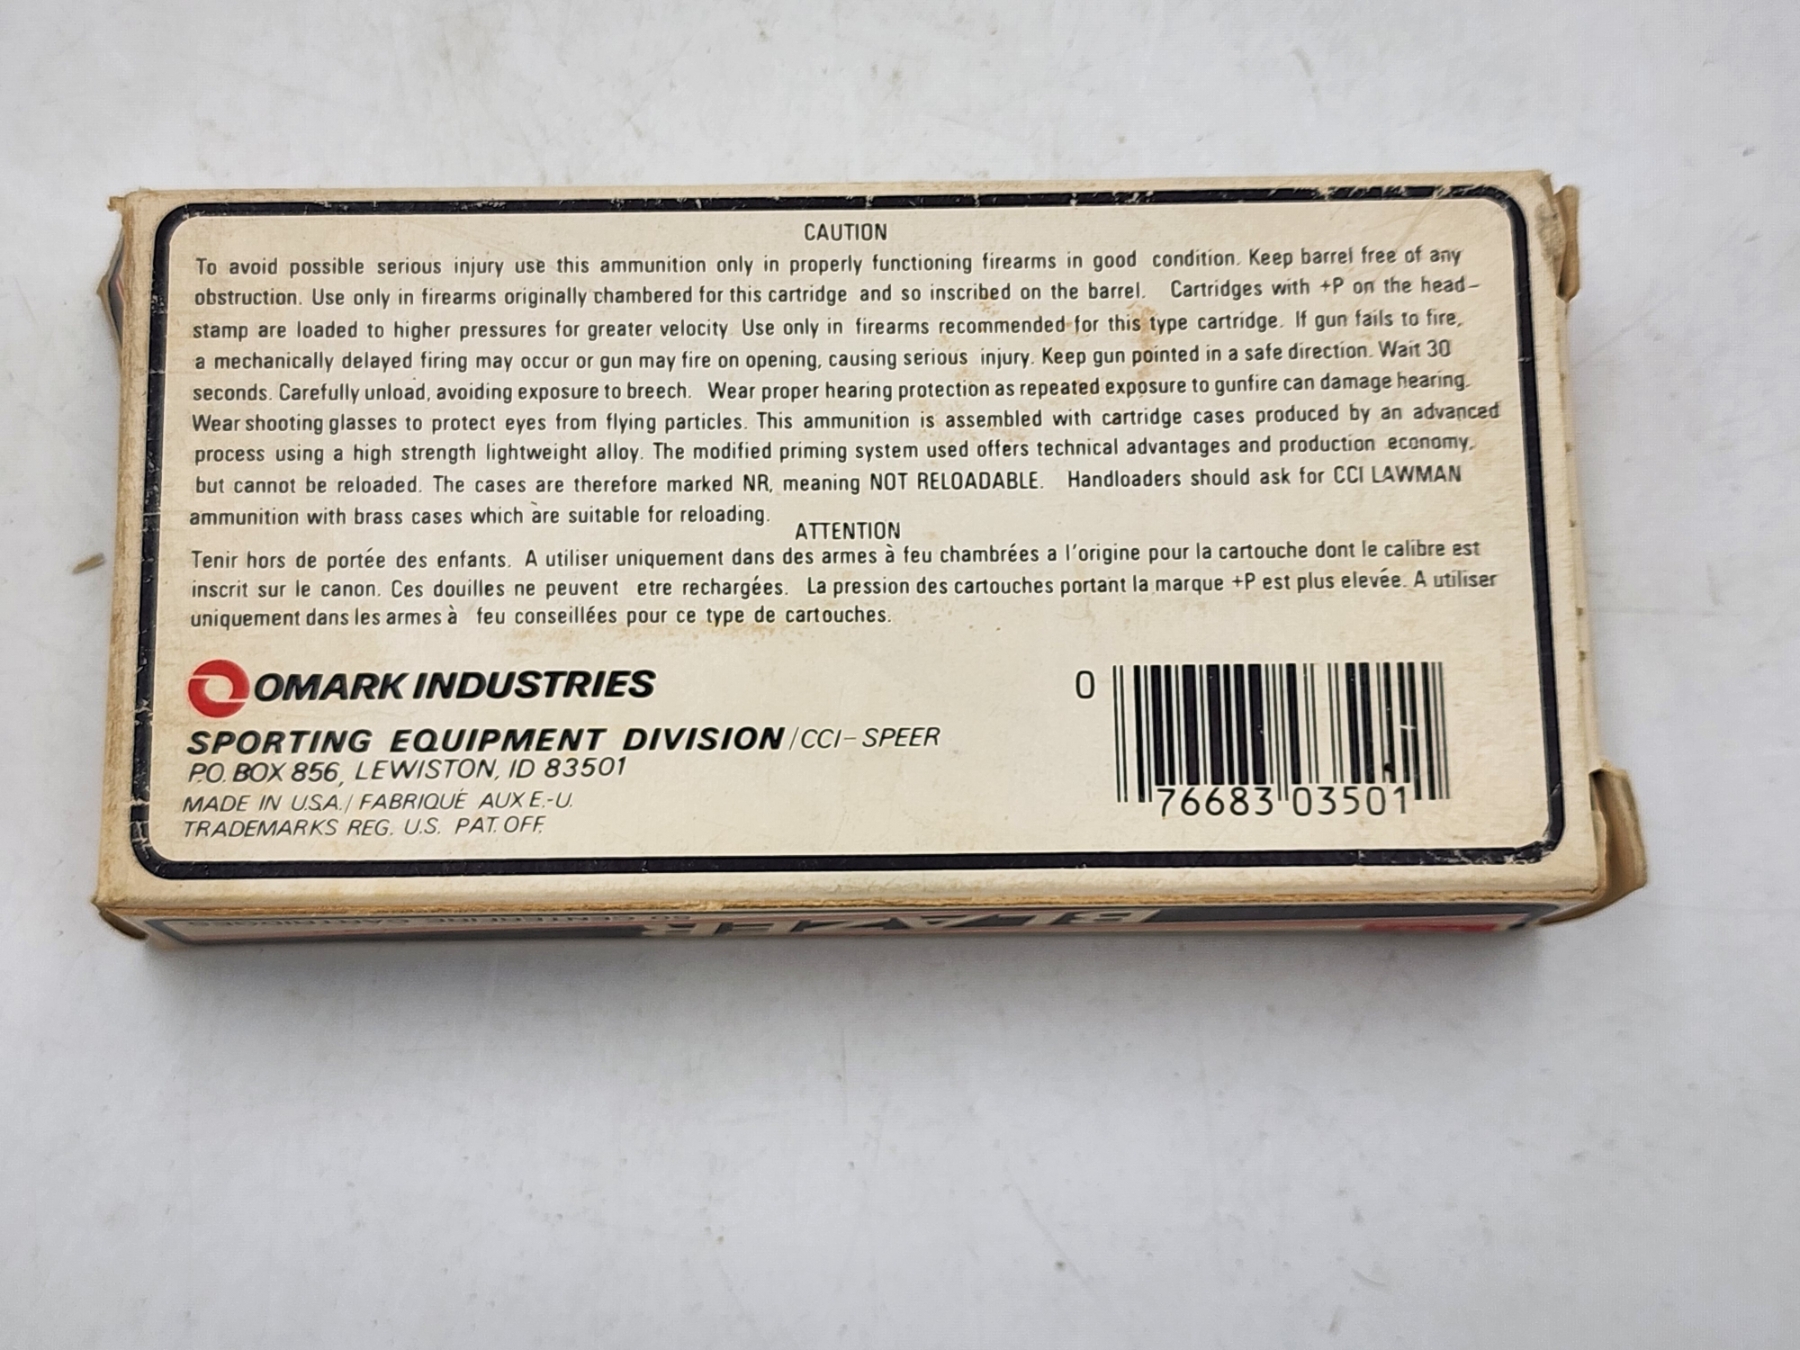 CAUTION
To avoid possible serious injury use this ammunition only in properly functioning firearms in good condition. Keep barrel free of any
obstruction. Use only in firearms originally chambered for this cartridge and so inscribed on the barrel. Cartridges with +P on the head-
stamp are loaded to higher pressures for greater velocity. Use only in firearms recommended for this type cartridge. If gun fails to fire,
a mechanically delayed firing may occur or gun may fire on opening, causing serious injury. Keep gun pointed in a safe direction. Wait 30
seconds. Carefully unload, avoiding exposure to breech. Wear proper hearing protection as repeated exposure to gunfire can damage hearing.
Wear shooting glasses to protect eyes from flying particles. This ammunition is assembled with cartridge cases produced by an advanced
process using a high strength lightweight alloy. The modified priming system used offers technical advantages and production economy,
but cannot be reloaded. The cases are therefore marked NR, meaning NOT RELOADABLE. Handloaders should ask for CCI LAWMAN
ammunition with brass cases which are suitable for reloading.
ATTENTION
Tenir hors de portée des enfants. A utiliser uniquement dans des armes à feu chambrées a l'origine pour la cartouche dont le calibre est
inscrit sur le canon. Ces douilles ne peuvent etre rechargées. La pression des cartouches portant la marque +P est plus elevée. A utiliser
uniquement dans les armes à feu conseillées pour ce type de cartouches.
OMARK INDUSTRIES
SPORTING EQUIPMENT DIVISION/CCI-SPEER
P.O. BOX 856, LEWISTON, ID 83501
MADE IN U.S.A./FABRIQUÉ AUX E.-U.
TRADEMARKS REG. U.S. PAT. OFF.
0 76683 03501
BLAZER
50 CENTERFIRE CARTRIDGES